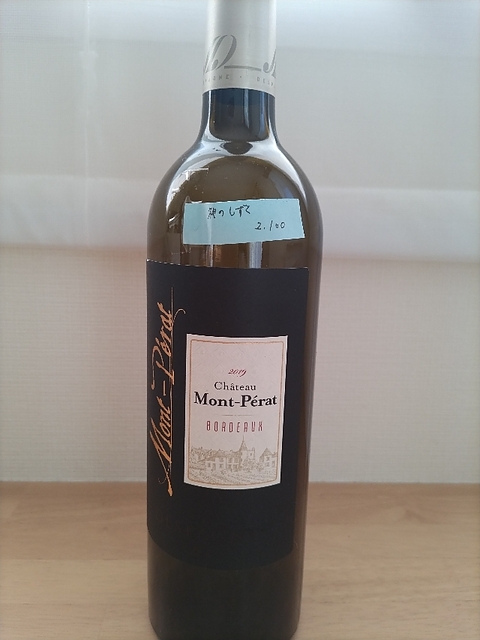 神のしずく
2.100
Mont-Pérat
2019
Château
Mont-Pérat
BORDEAUX